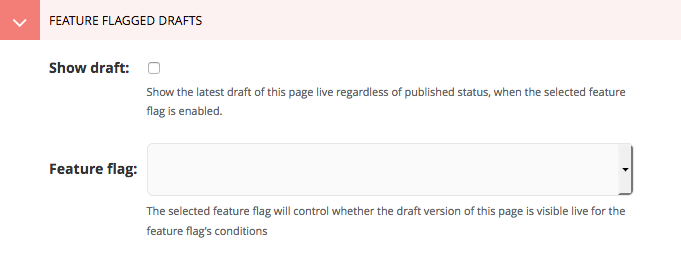 FEATURE FLAGGED DRAFTS
Show draft:
Show the latest draft of this page live regardless of published status, when the selected feature
flag is enabled.
Feature flag:
The selected feature flag will control whether the draft version of this page is visible live for the
feature flag's conditions